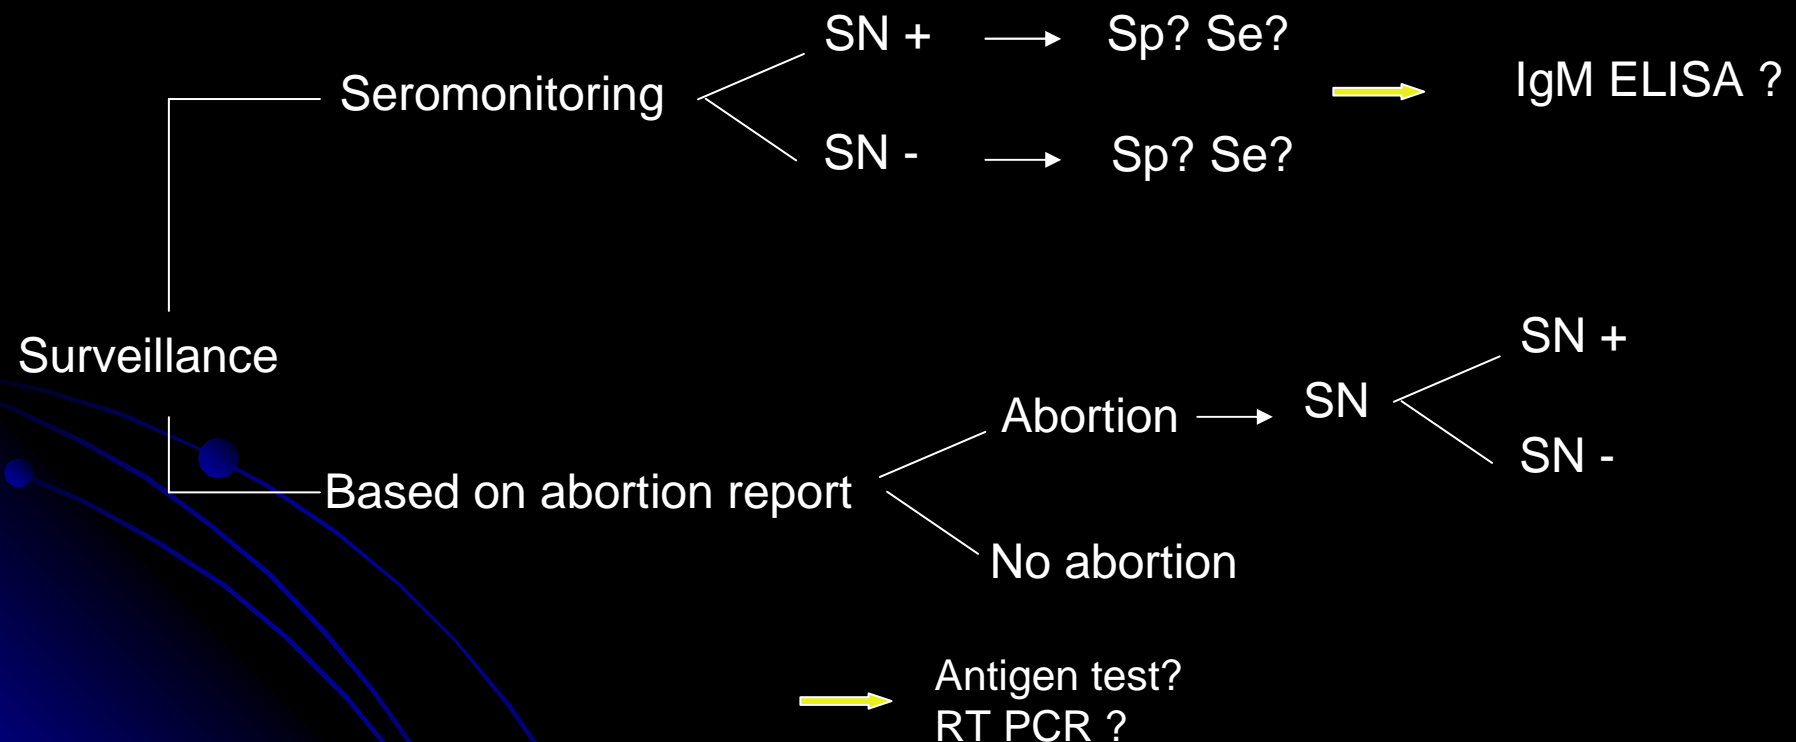 SN +
Sp? Se?
Seromonitoring
IgM ELISA ?
SN -
Sp? Se?
Surveillance
SN +
Abortion
SN
SN -
Based on abortion report
No abortion
Antigen test?
RT PCR ?